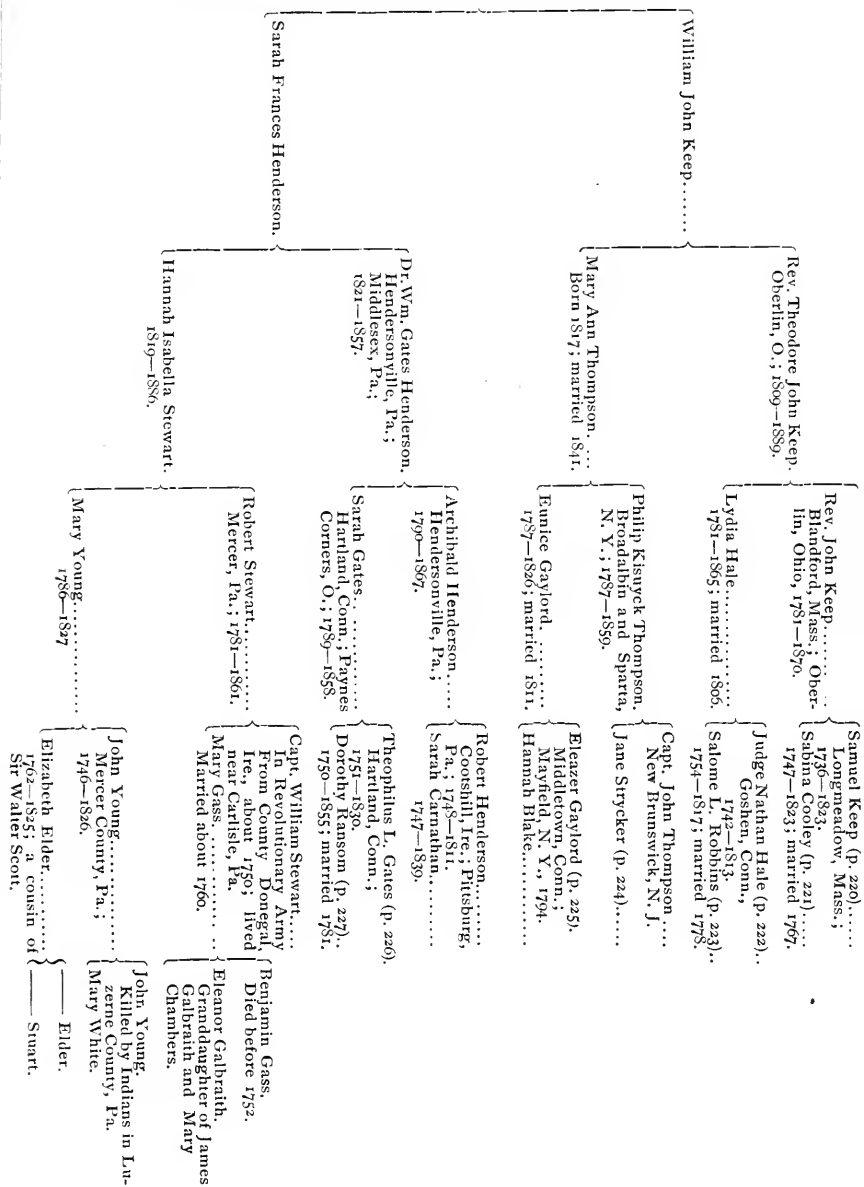 William John Keep.......
Sarah Frances Henderson.
Rev. Theodore John Keep.
Oberlin, O.; 1809—1889.
Mary Ann Thompson. ...
Born 1817; married 1841.
Dr. Wm. Gates Henderson.
Hendersonville, Pa.;
Middlesex, Pa.;
1821—1857.
Hannah Isabella Stewart.
1819—1886.
Rev. John Keep........ ..
Blandford, Mass.; Ober-
lin, Ohio, 1781—1870.
Lydia Hale..............
1781—1865; married 1806.
Philip Kisuyck Thompson,
Broadalbin and Sparta,
N. Y.; 1787—1859.
Eunice Gaylord. .........
1787—1826; married 1811.
Archibald Henderson.....
Hendersonville, Pa.;
1790—1867.
Sarah Gates.. ...........
Hartland, Conn.; Paynes
Corners, O.; 1789—1858.
Robert Stewart...........
Mercer, Pa.; 1781—1861.
Mary Young..............
1786—1827
Samuel Keep (p. 220)......
Longmeadow, Mass.;
1736—1823.
Sabina Cooley (p. 221).....
1747—1823; married 1767.
Judge Nathan Hale (p. 222)..
Goshen, Conn.,
1742—1813.
Salome L. Robbins (p. 223)..
1754—1817; married 1778.
Capt. John Thompson ....
New Brunswick, N. J.
Jane Strycker (p. 224)......
Eleazer Gaylord (p. 225).
Middletown, Conn.;
Mayfield, N. Y., 1794.
Hannah Blake............
Robert Henderson........
Cootshill, Ire.; Pittsburg,
Pa.; 1748—1811.
Sarah Carnathan.........
1747—1839.
Theophilus L. Gates (p. 226).
Hartland, Conn.;
1751—1830.
Dorothy Ransom (p. 227)..
1750—1855; married 1781.
Capt. William Stewart.....
In Revolutionary Army
From County Donegal,
Ire., about 1750; lived
near Carlisle, Pa.
Mary Gass. ............. ..
Married about 1760.
John Young..............
Mercer County, Pa.;
1746—1826.
Elizabeth Elder...........
1762—1825; a cousin of
Sir Walter Scott.
Benjamin Gass.
Died before 1752.
Eleanor Galbraith.
Granddaughter of James
Galbraith and Mary
Chambers.
John Young.
Killed by Indians in Lu-
zerne County, Pa.
Mary White.
—— Elder.
—— Stuart.